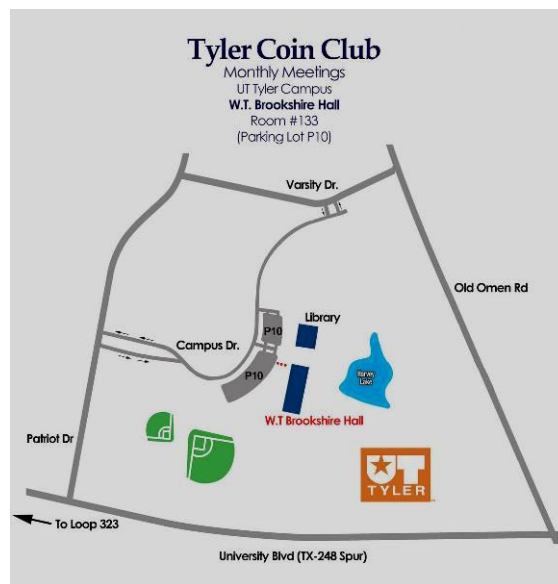 Tyler Coin Club
Monthly Meetings
UT Tyler Campus
W.T. Brookshire Hall
Room #133
(Parking Lot P10)
Varsity Dr.
Old Omen Rd
Library
P10
Campus Dr.
P10
Harvey
Lake
W.T Brookshire Hall
Patriot Dr
UT
TYLER
To Loop 323
University Blvd (TX-248 Spur)